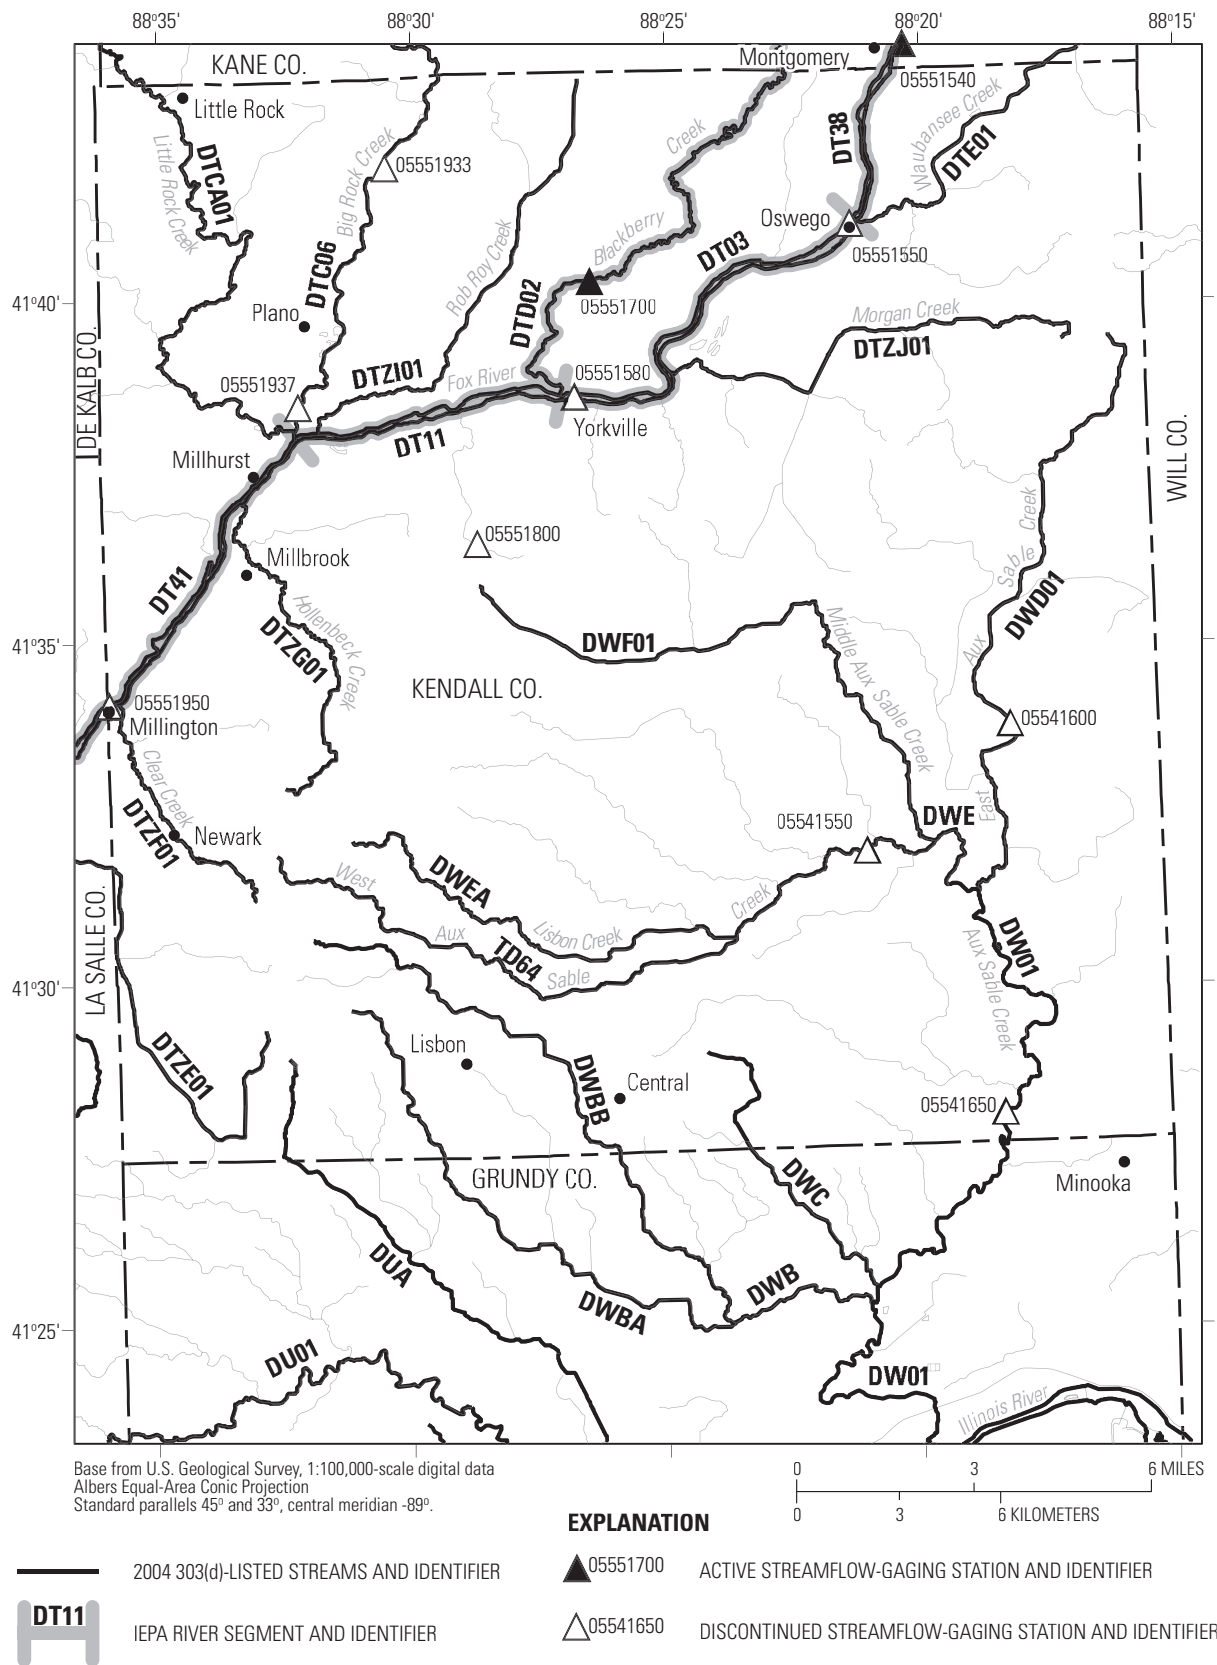 88°35' 88°30' 88°25' 88°20' 88°15'
KANE CO.
Montgomery
05551540
Little Rock
Creek
DT38
Waubansee Creek
DTE01
Little Rock Creek
DTCA01
Big Rock Creek
05551933
Oswego
05551550
Blackberry
DT03
DTC06
Rob Roy Creek
DTD02
05551700
41°40'
Plano
Morgan Creek
DTZJ01
DE KALB CO.
05551937
DTZI01
Fox River
05551580
Yorkville
DT11
Millhurst
WILL CO.
05551800
Millbrook
DT41
Hollenbeck Creek
DTZG01
East Aux Sable Creek
DWD01
41°35'
DWF01
Middle Aux Sable Creek
KENDALL CO.
05551950
Millington
05541600
Clear Creek
DTZF01
Newark
05541550
DWE
LA SALLE CO.
DWEA
West Aux Sable Creek
Lisbon Creek
TD64
DW01
Aux Sable Creek
41°30'
DTZE01
Lisbon
DWBB
Central
05541650
GRUNDY CO.
DWC
Minooka
DUA
DWBA
DWB
41°25'
DU01
DW01
Illinois River
Base from U.S. Geological Survey, 1:100,000-scale digital data
Albers Equal-Area Conic Projection
Standard parallels 45° and 33°, central meridian -89°.
0 3 6 MILES
0 3 6 KILOMETERS
EXPLANATION
2004 303(d)-LISTED STREAMS AND IDENTIFIER
05551700 ACTIVE STREAMFLOW-GAGING STATION AND IDENTIFIER
DT11 IEPA RIVER SEGMENT AND IDENTIFIER
05541650 DISCONTINUED STREAMFLOW-GAGING STATION AND IDENTIFIER